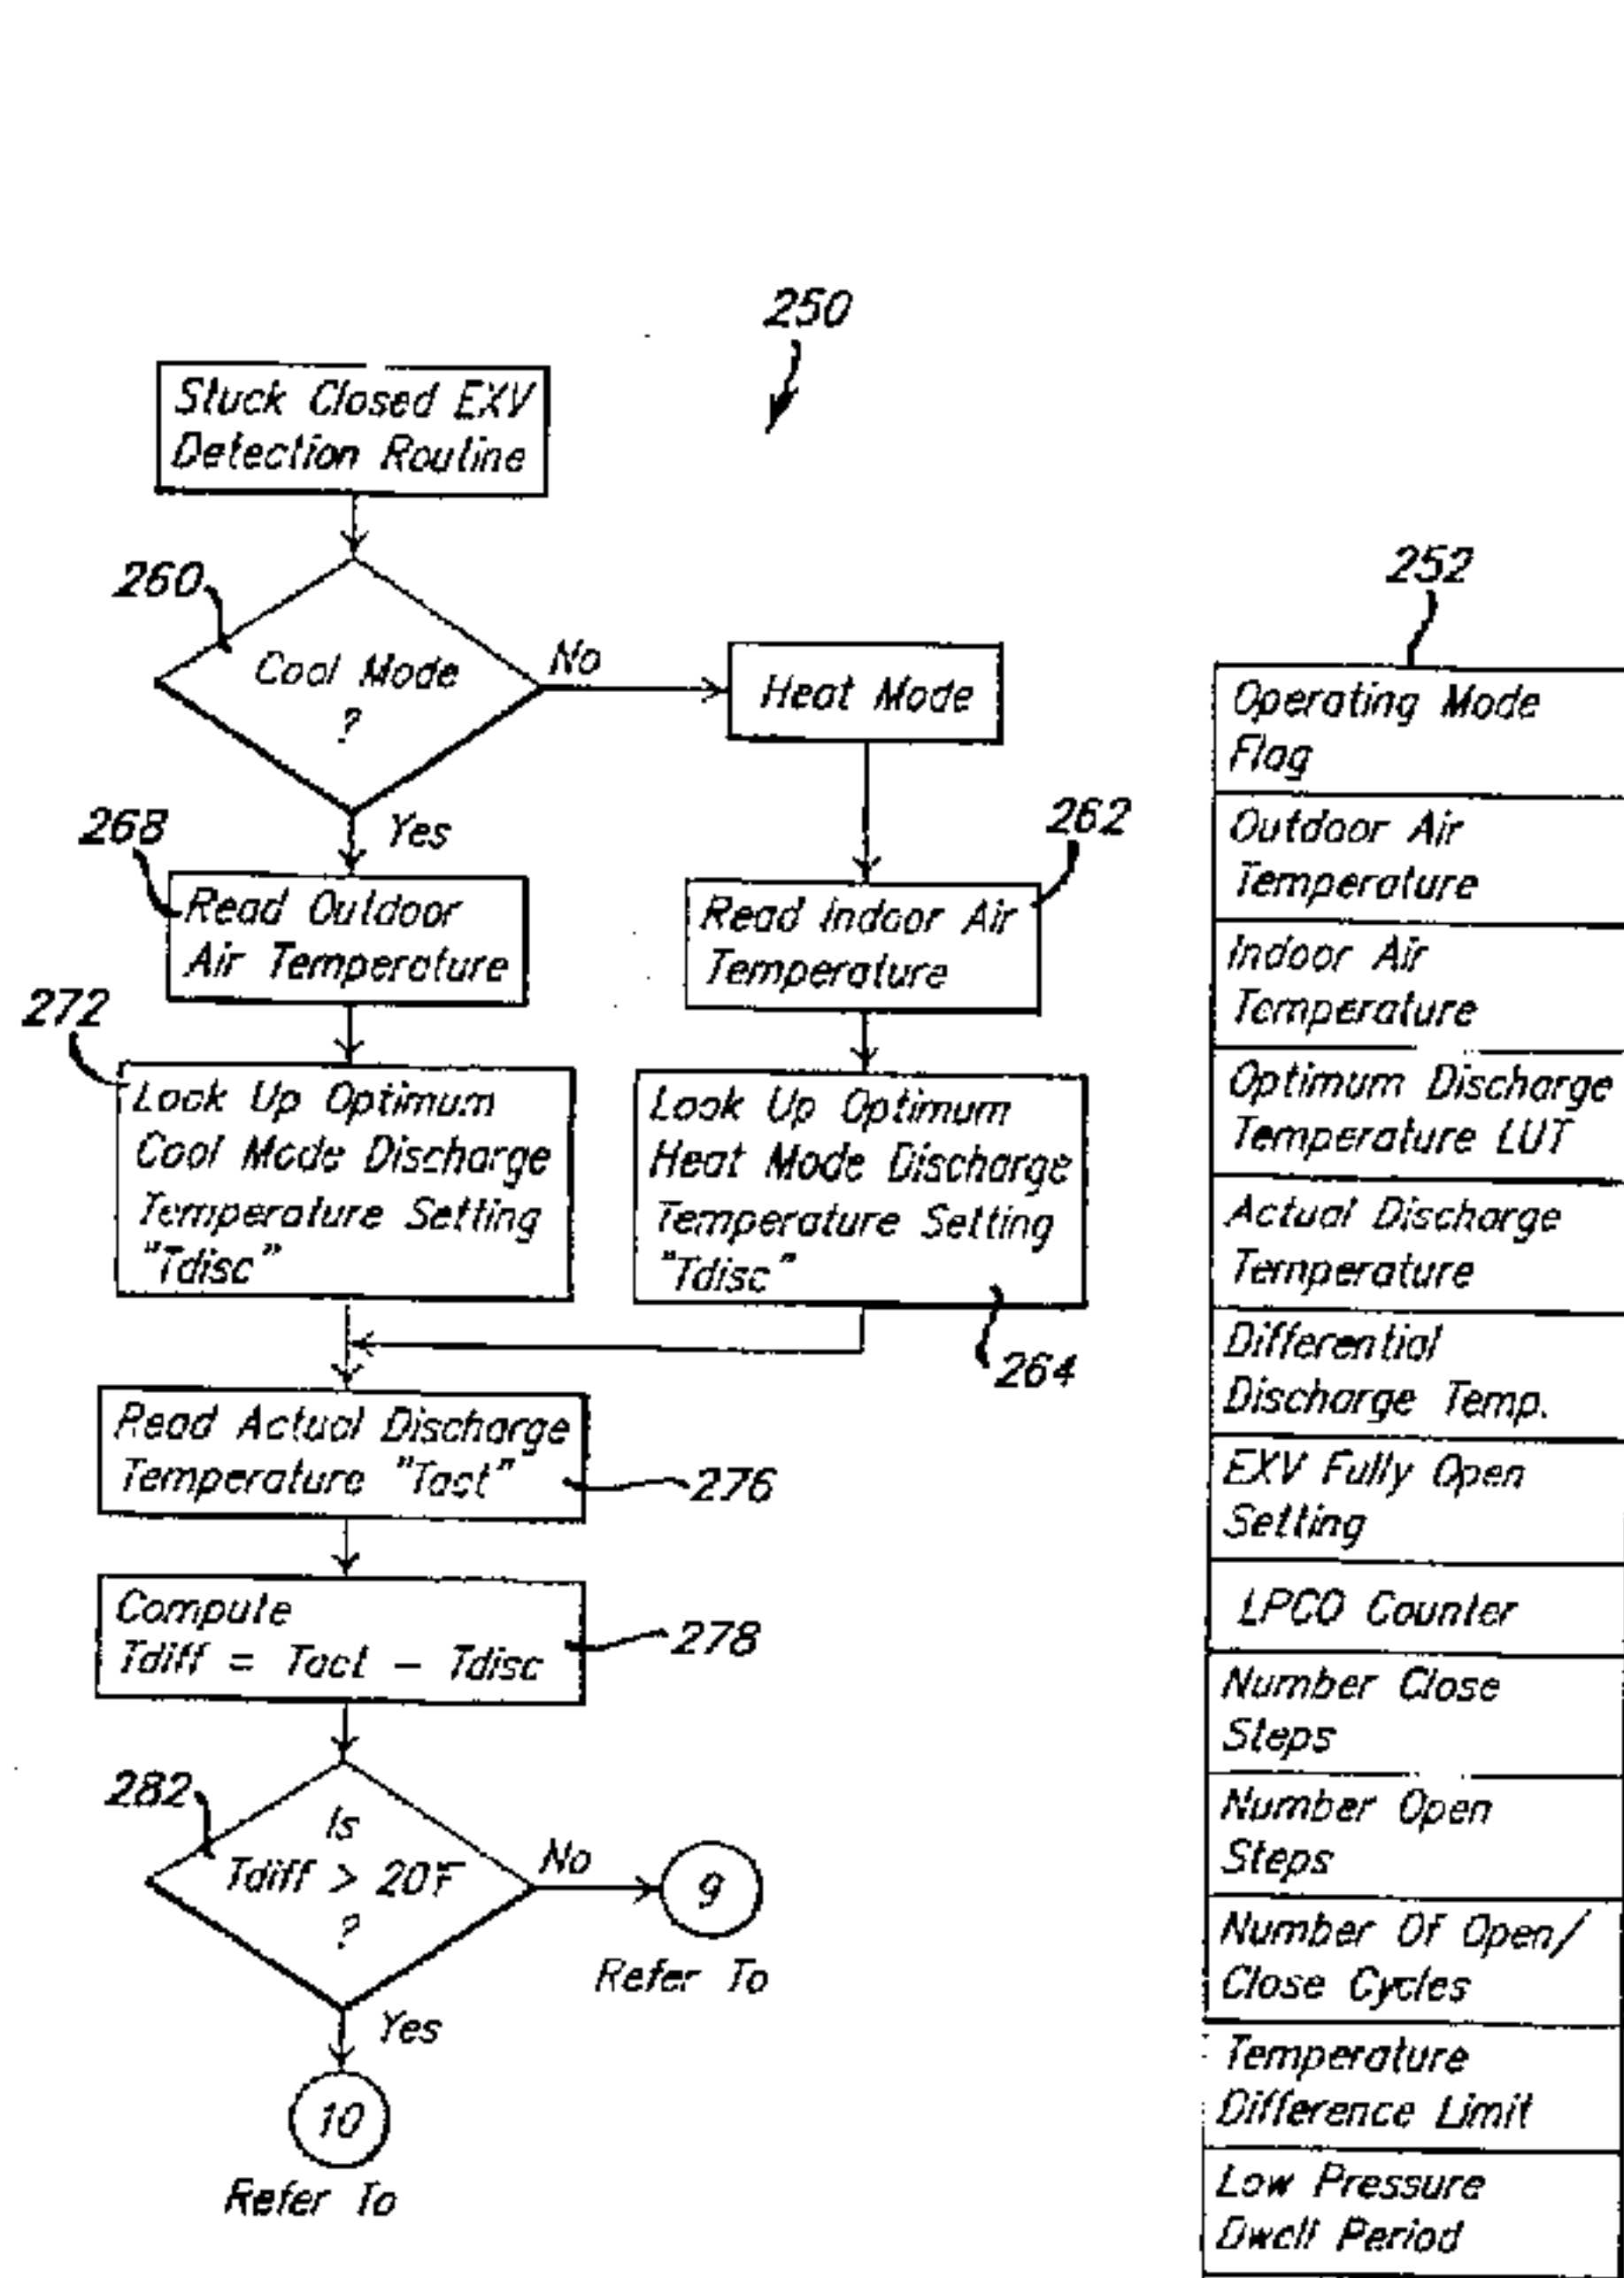 250
Stuck Closed EXV
Detection Routine
260
Cool Mode
?
No
Heat Mode
Yes
268
Read Outdoor
Air Temperature
262
Read Indoor Air
Temperature
272
Look Up Optimum
Cool Mode Discharge
Temperature Setting
"Tdisc"
Look Up Optimum
Heat Mode Discharge
Temperature Setting
"Tdisc"
264
Read Actual Discharge
Temperature "Tact"
276
Compute
Tdiff = Tact - Tdisc
278
282
Is
Tdiff > 20°F
?
No
9
Refer To
Yes
10
Refer To
252
Operating Mode
Flag
Outdoor Air
Temperature
Indoor Air
Temperature
Optimum Discharge
Temperature LUT
Actual Discharge
Temperature
Differential
Discharge Temp.
EXV Fully Open
Setting
LPCO Counter
Number Close
Steps
Number Open
Steps
Number Of Open/
Close Cycles
Temperature
Difference Limit
Low Pressure
Dwell Period